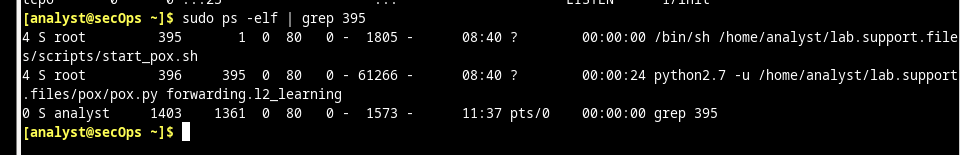 [analyst@secOps ~]$ sudo ps -elf | grep 395
4 S root         395       1  0  80   0 -  1805 -      08:40 ?        00:00:00 /bin/sh /home/analyst/lab.support.file
s/scripts/start_pox.sh
4 S root         396     395  0  80   0 - 61266 -      08:40 ?        00:00:24 python2.7 -u /home/analyst/lab.support
.files/pox/pox.py forwarding.l2_learning
0 S analyst     1403    1361  0  80   0 -  1573 -      11:37 pts/0    00:00:00 grep 395
[analyst@secOps ~]$